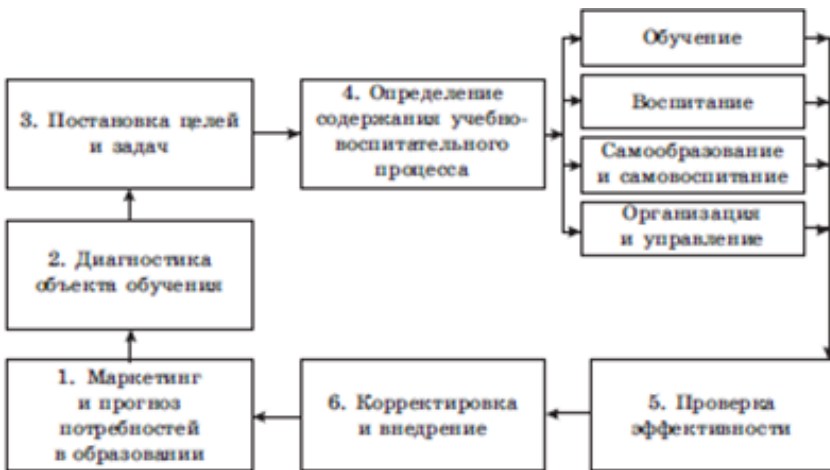 3. Постановка целей
и задач
4. Определение
содержания учебно-
воспитательного
процесса
Обучение
Воспитание
Самообразование
и самовоспитание
Организация
и управление
2. Диагностика
объекта обучения
1. Маркетинг
и прогноз
потребностей
в образовании
6. Корректировка
и внедрение
5. Проверка
эффективности